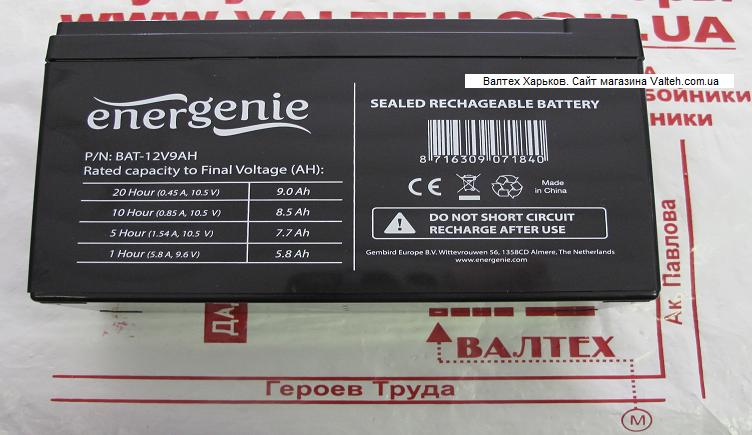 WWW.VALTEH.COM.UA
Валтех Харьков. Сайт магазина Valteh.com.ua
energenie
SEALED RECHAGEABLE BATTERY
P/N: BAT-12V9AH
Rated capacity to Final Voltage (AH):
20 Hour (0.45 A, 10.5 V) 9.0 Ah
10 Hour (0.85 A, 10.5 V) 8.5 Ah
5 Hour (1.54 A, 10.5 V) 7.7 Ah
1 Hour (5.8 A, 9.6 V) 5.8 Ah
8 716309 071840
CE
Made in
China
DO NOT SHORT CIRCUIT
RECHARGE AFTER USE
Gembird Europe B.V. Wittevrouwen 56, 1358CD Almere, The Netherlands
www.energenie.com
Ак. Павлова
ВАЛТЕХ
Героев Труда
М